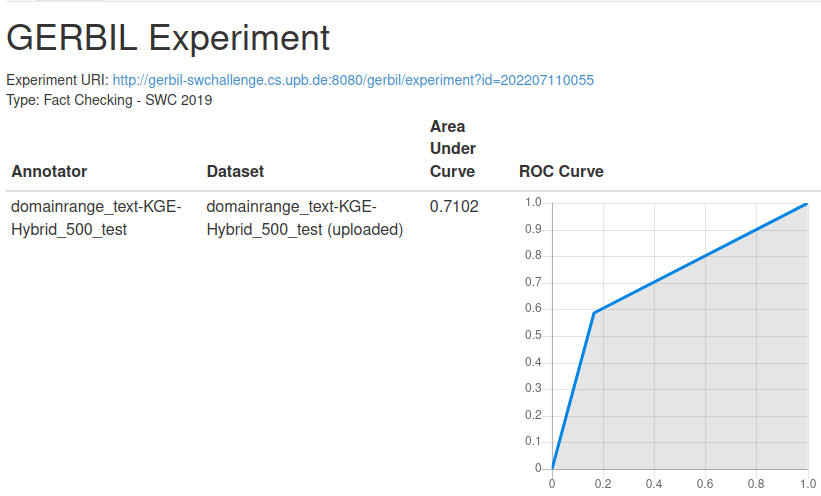 GERBIL Experiment
Experiment URI: http://gerbil-swchallenge.cs.upb.de:8080/gerbil/experiment?id=202207110055
Type: Fact Checking - SWC 2019
Annotator
Dataset
Area
Under
Curve
ROC Curve
domainrange_text-KGE-
Hybrid_500_test
domainrange_text-KGE-
Hybrid_500_test (uploaded)
0.7102
1.0
0.9
0.8
0.7
0.6
0.5
0.4
0.3
0.2
0.1
0
0 0.2 0.4 0.6 0.8 1.0